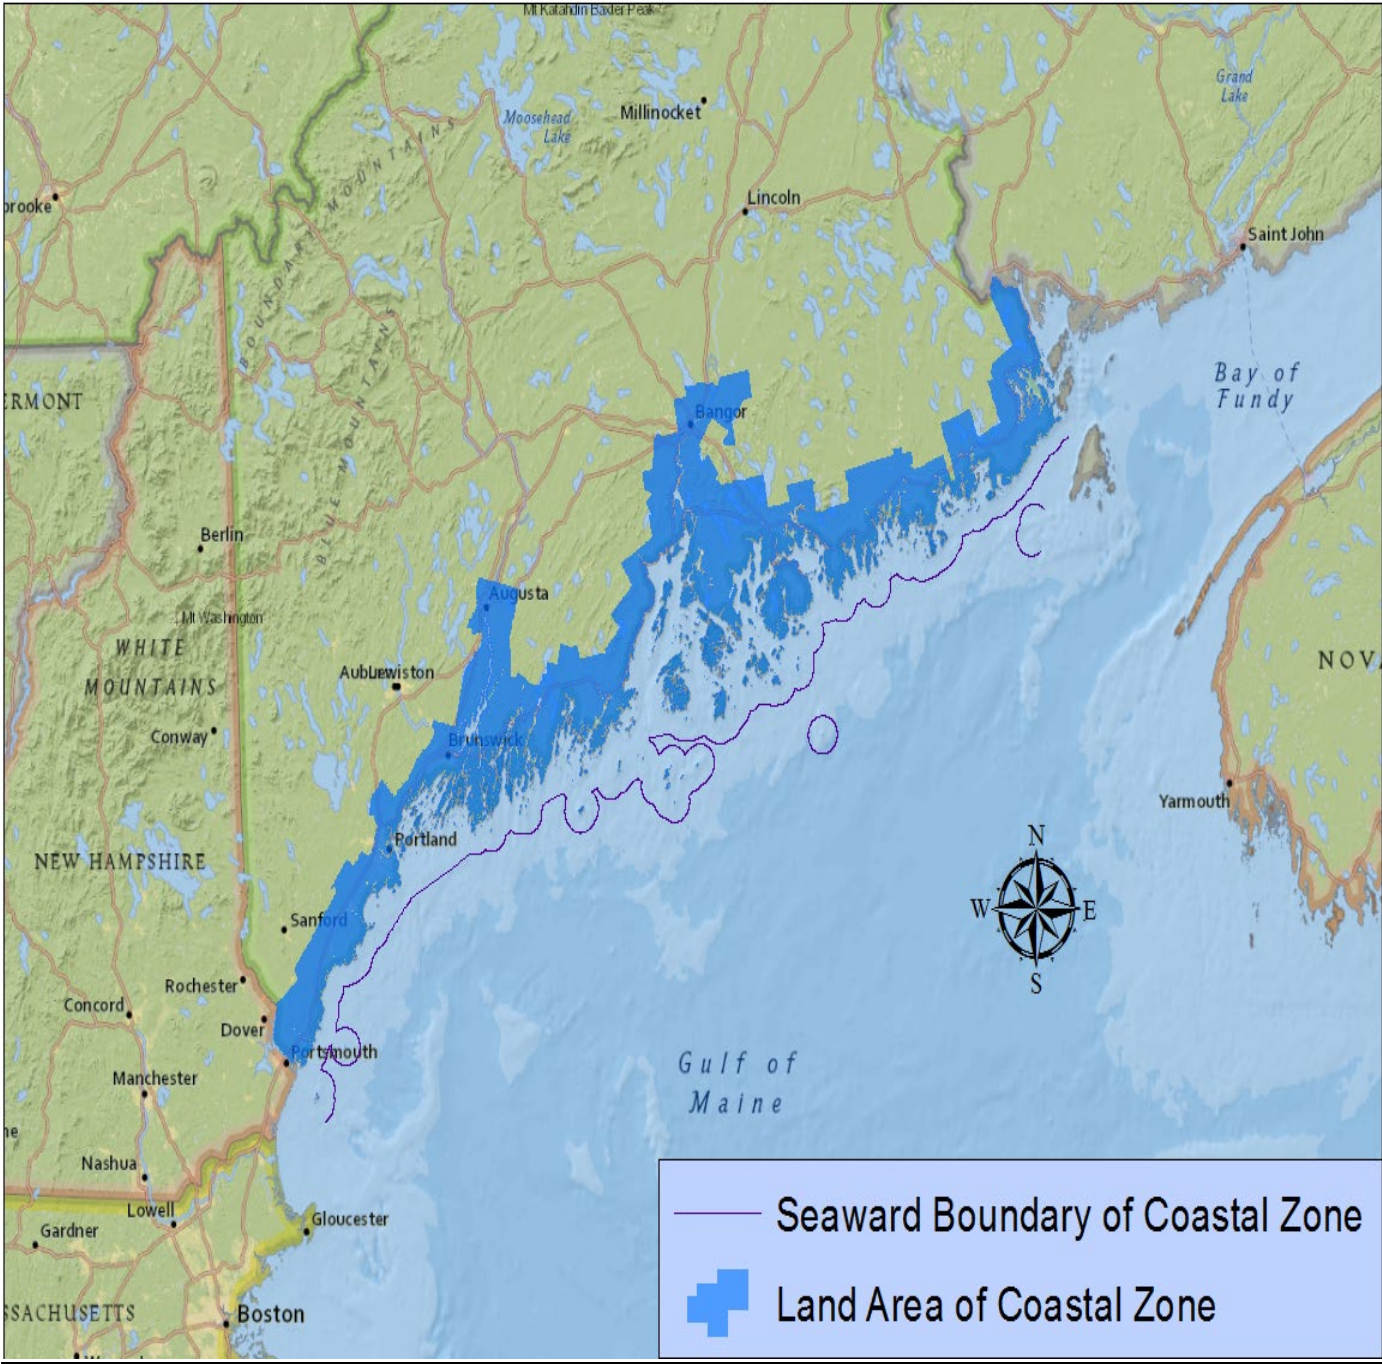 Mt Katahdin Baxter Peak
Grand
Lake
Moosehead
Lake
Millinocket
Lincoln
brooke
Saint John
BOUNDARY MOUNTAINS
Bay of
Fundy
ERMONT
Bangor
BLUE MOUNTAINS
Berlin
Augusta
Mt Washington
WHITE
MOUNTAINS
NOVA
Lewiston
Conway
Brunswick
Yarmouth
Portland
NEW HAMPSHIRE
N
W
E
S
Sanford
Rochester
Concord
Dover
Portsmouth
Manchester
Gulf of
Maine
ne
Nashua
Lowell
Gloucester
Gardner
SSACHUSETTS
Boston
Seaward Boundary of Coastal Zone
Land Area of Coastal Zone